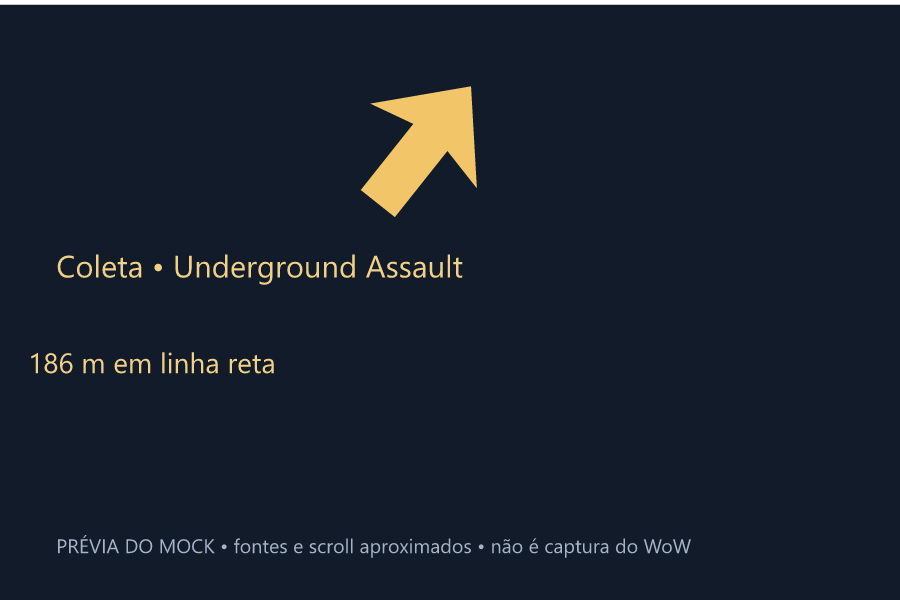 Coleta • Underground Assault
186 m em linha reta
PRÉVIA DO MOCK • fontes e scroll aproximados • não é captura do WoW